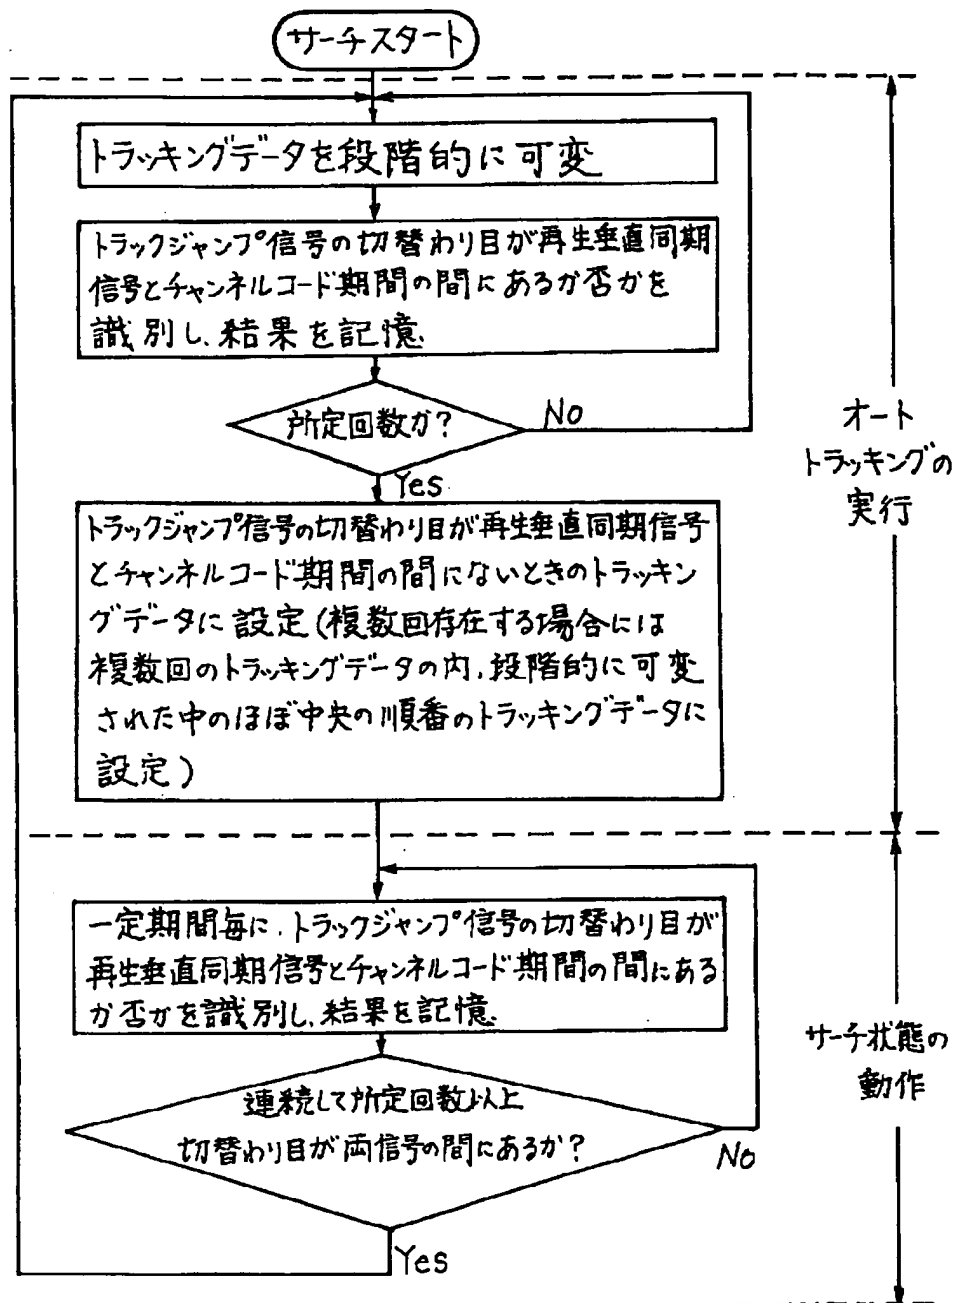 サーチスタート
トラッキングデータを段階的に可変
トラックジャンプ信号の切替わり目が再生垂直同期
信号とチャンネルコード期間の間にあるか否かを
識別し、結果を記憶.
所定回数か?
No
Yes
オート
トラッキングの
実行
トラックジャンプ信号の切替わり目が再生垂直同期信号
とチャンネルコード期間の間にないときのトラッキン
グデータに設定(複数回存在する場合には
複数回のトラッキングデータの内、段階的に可変
された中のほぼ中央の順番のトラッキングデータに
設定)
一定期間毎に、トラックジャンプ信号の切替わり目が
再生垂直同期信号とチャンネルコード期間の間にある
か否かを識別し、結果を記憶.
サーチ状態の
動作
連続して所定回数以上
切替わり目が両信号の間にあるか?
No
Yes